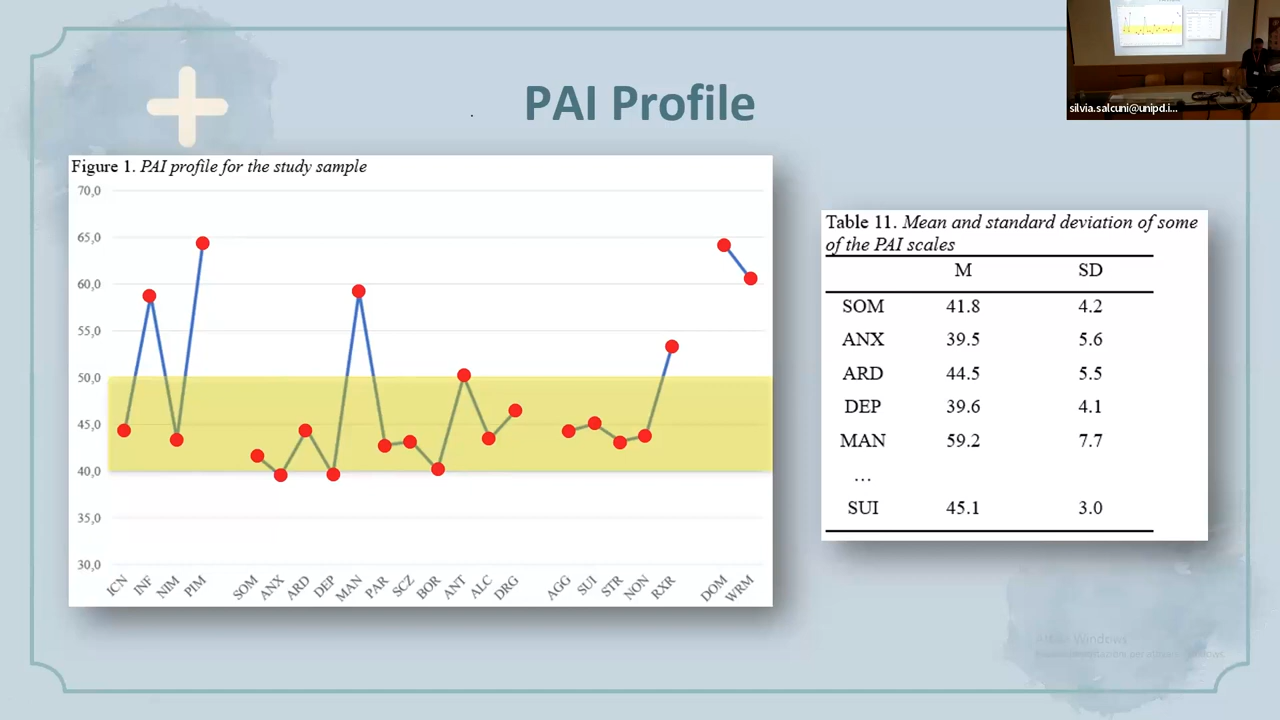 PAI Profile
silvia.salcuni@unipd.i...
Figure 1. PAI profile for the study sample
70,0
65,0
60,0
55,0
50,0
45,0
40,0
35,0
30,0
ICN INF NIM PIM SOM ANX ARD DEP MAN PAR SCZ BOR ANT ALC DRG AGG SUI STR NON RXR DOM WRM
Table 11. Mean and standard deviation of some
of the PAI scales
M SD
SOM 41.8 4.2
ANX 39.5 5.6
ARD 44.5 5.5
DEP 39.6 4.1
MAN 59.2 7.7
…
SUI 45.1 3.0
Windows